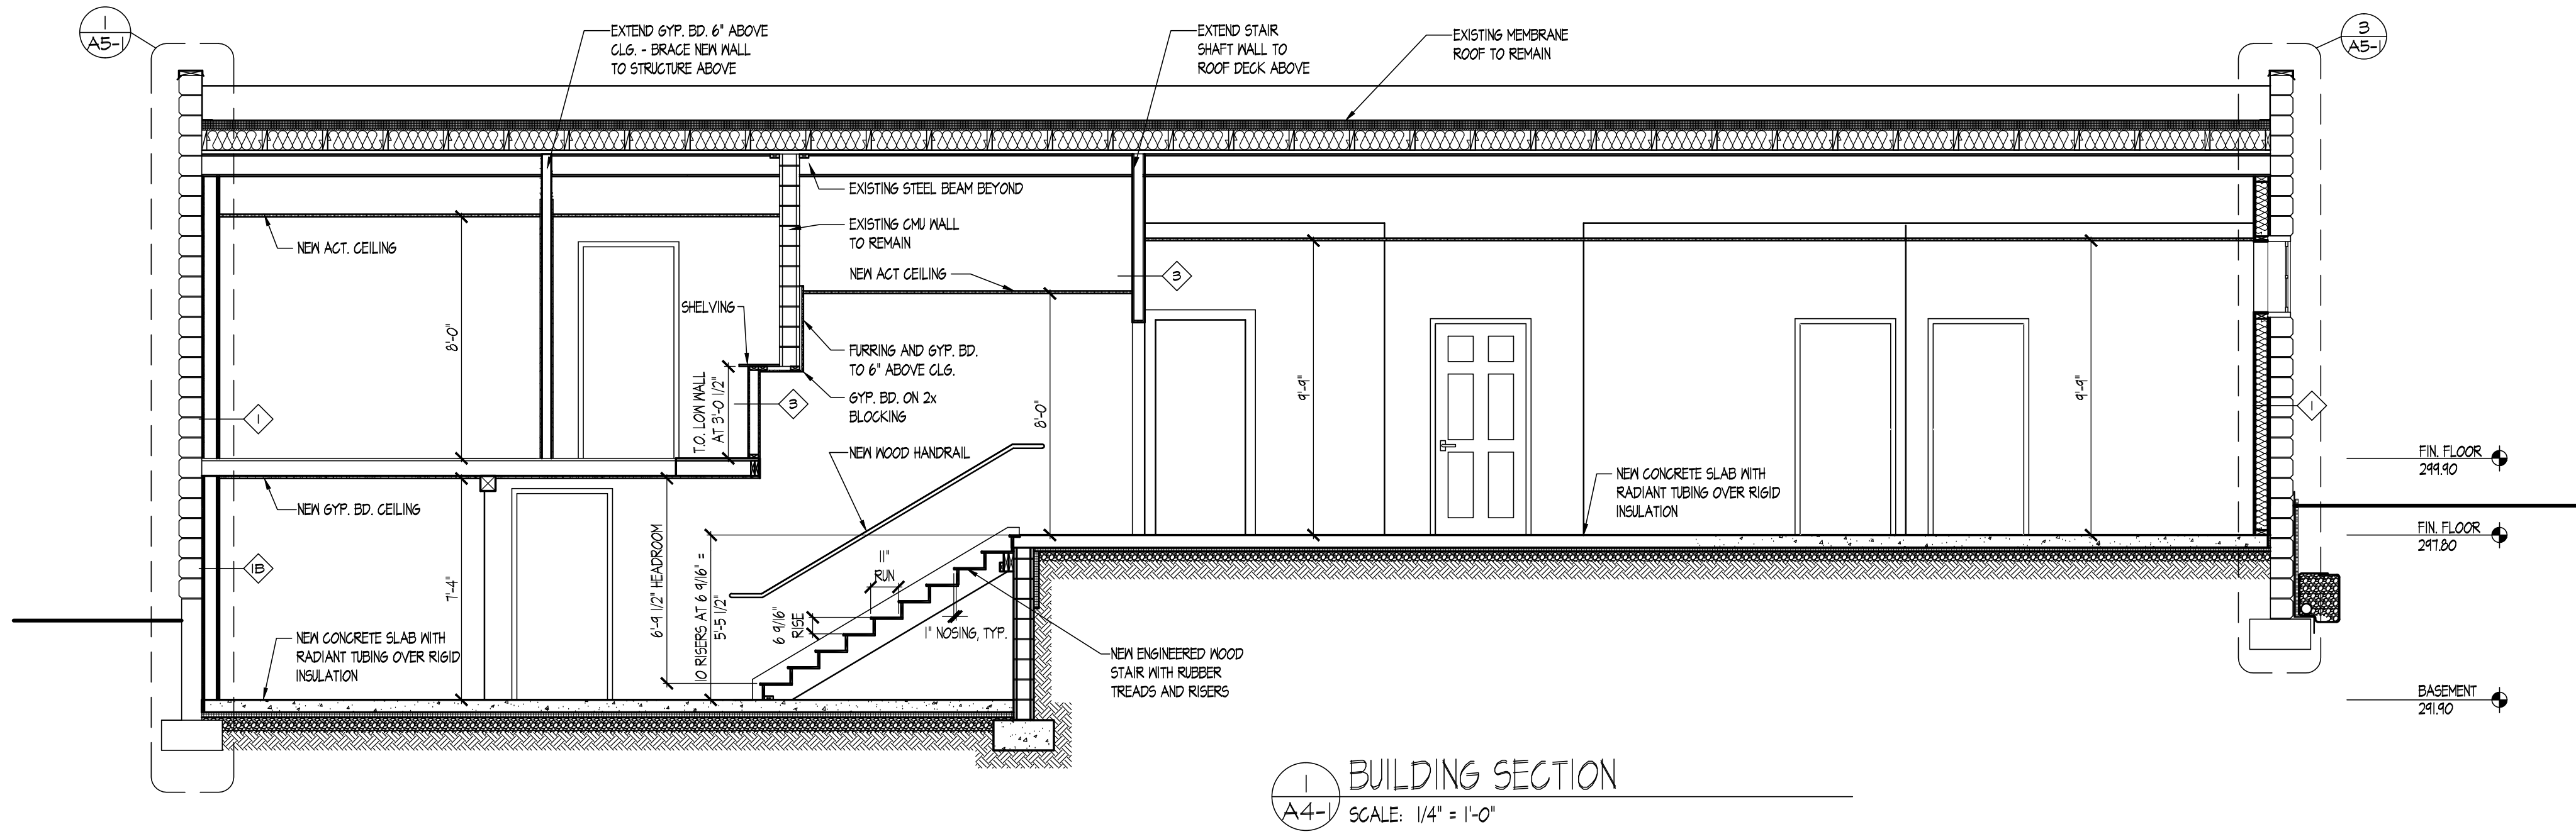 1
A5-1
EXTEND GYP. BD. 6" ABOVE
CLG. - BRACE NEW WALL
TO STRUCTURE ABOVE
EXTEND STAIR
SHAFT WALL TO
ROOF DECK ABOVE
EXISTING MEMBRANE
ROOF TO REMAIN
3
A5-1
EXISTING STEEL BEAM BEYOND
EXISTING CMU WALL
TO REMAIN
NEW ACT. CEILING
NEW ACT CEILING
3
SHELVING
8'-0"
FURRING AND GYP. BD.
TO 6" ABOVE CLG.
GYP. BD. ON 2x
BLOCKING
T.O. LOW WALL
AT 3'-0 1/2"
3
8'-0"
9'-9"
9'-9"
1
1
NEW WOOD HANDRAIL
FIN. FLOOR
299.90
NEW CONCRETE SLAB WITH
RADIANT TUBING OVER RIGID
INSULATION
NEW GYP. BD. CEILING
FIN. FLOOR
297.80
1B
7'-4"
6'-9 1/2" HEADROOM
10 RISERS AT 6 9/16" =
5'-5 1/2"
6 9/16"
RISE
11"
RUN
1" NOSING, TYP.
NEW CONCRETE SLAB WITH
RADIANT TUBING OVER RIGID
INSULATION
NEW ENGINEERED WOOD
STAIR WITH RUBBER
TREADS AND RISERS
BASEMENT
291.90
1
A4-1
BUILDING SECTION
SCALE: 1/4" = 1'-0"